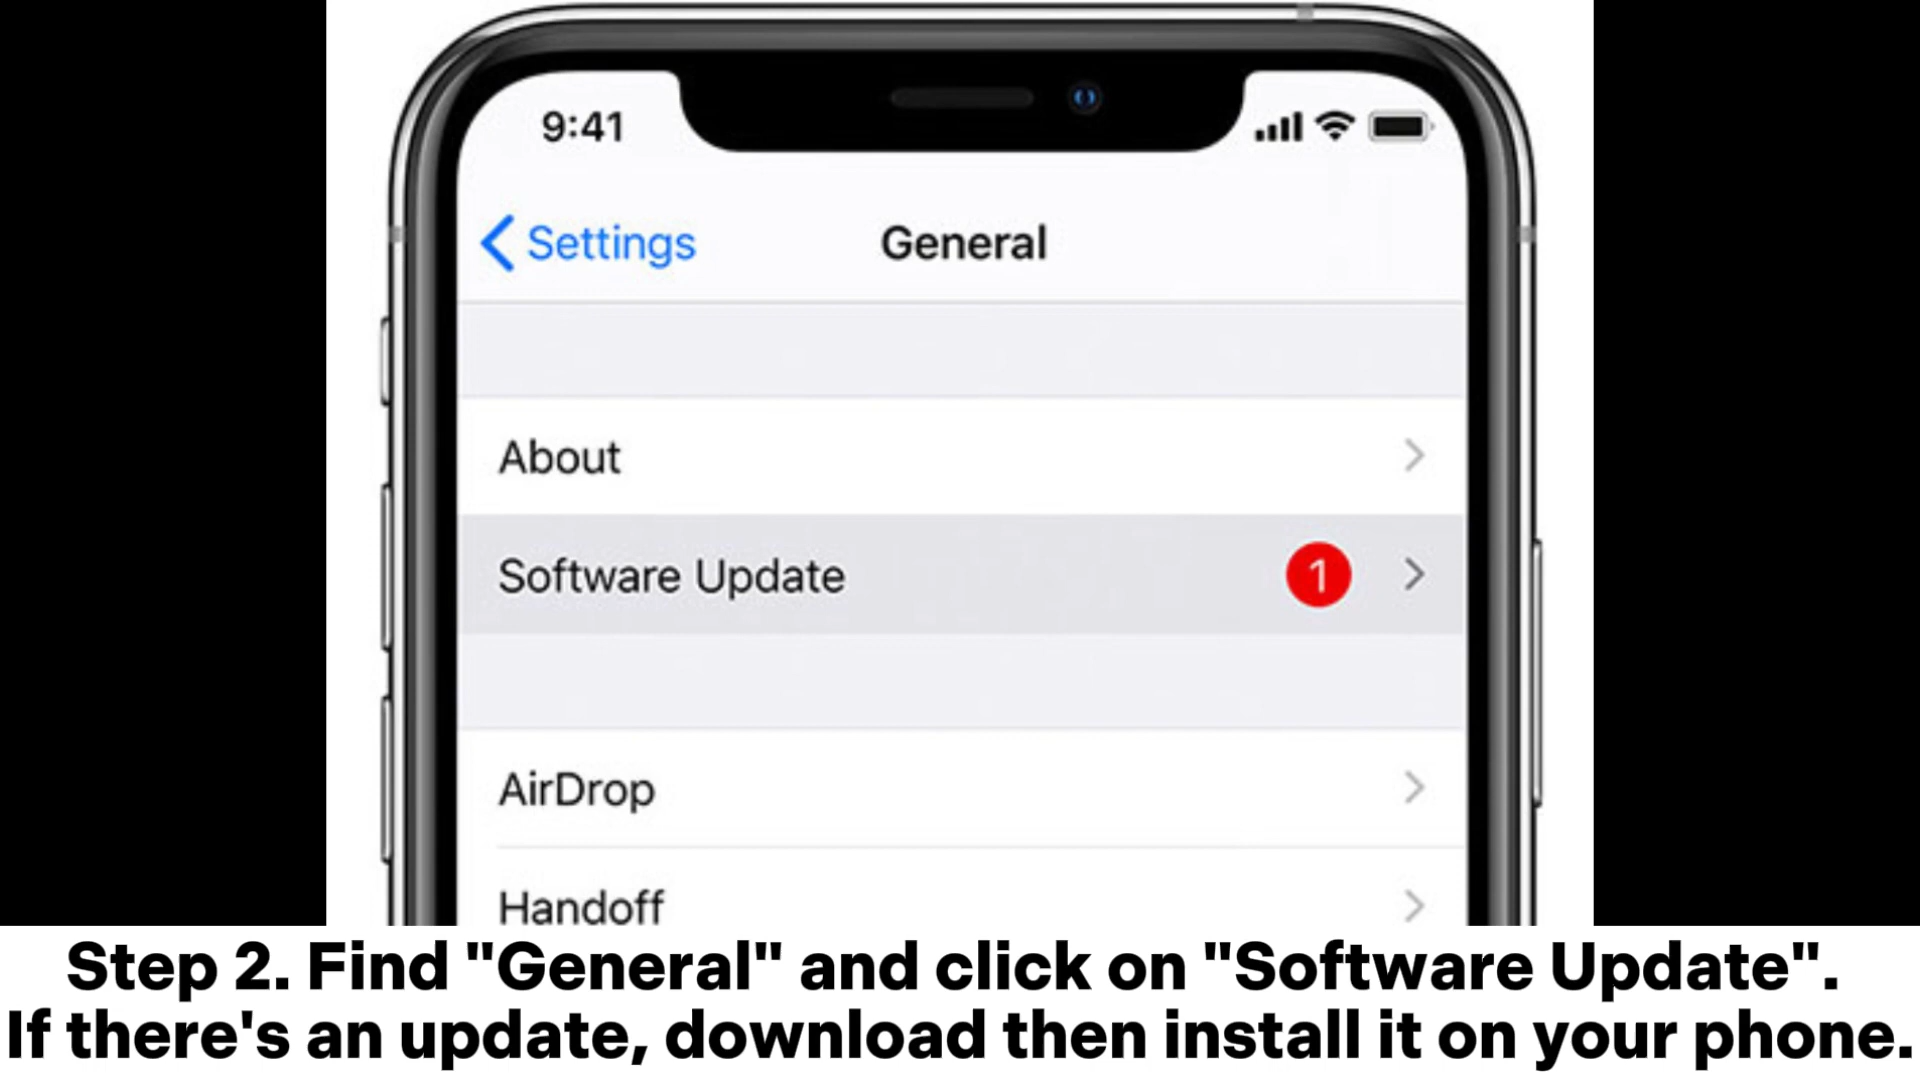 9:41
Settings
General
About
Software Update
1
AirDrop
Handoff
Step 2. Find "General" and click on "Software Update".
If there's an update, download then install it on your phone.